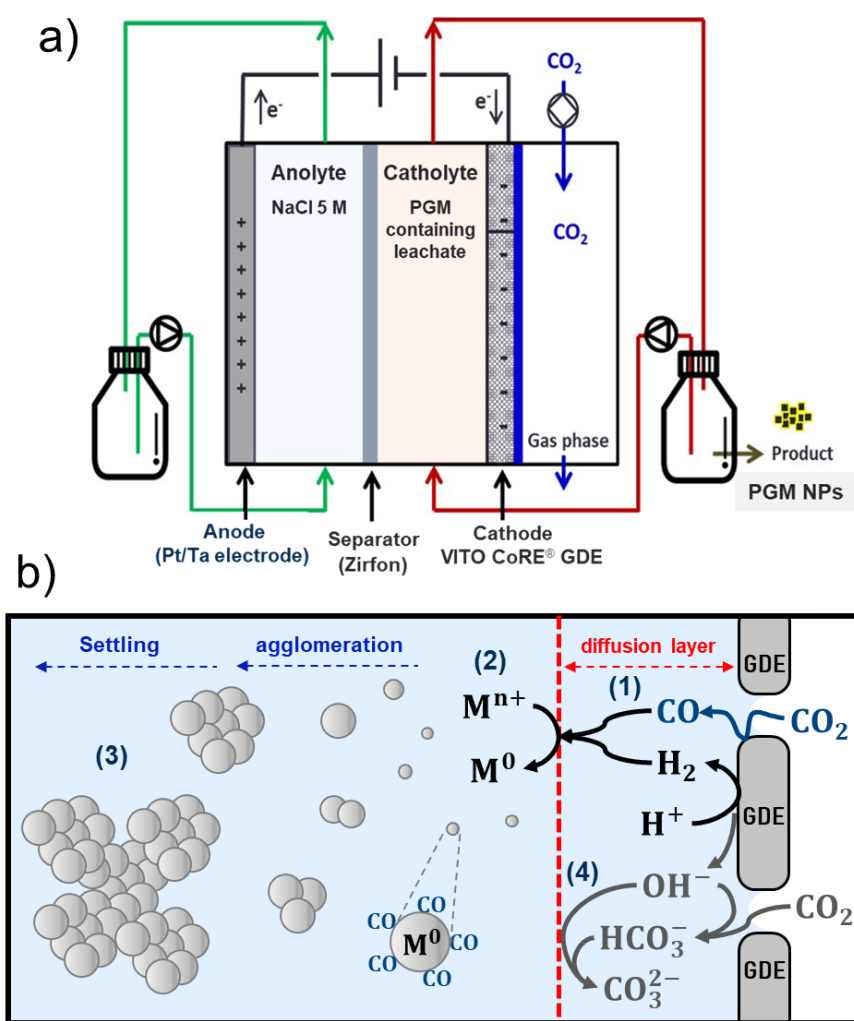 a)
CO₂
e⁻
e⁻
Anolyte
NaCl 5 M
Catholyte
PGM
containing
leachate
CO₂
+
+
+
+
+
+
+
+
-
-
-
-
-
-
-
Gas phase
Product
PGM NPs
Anode
(Pt/Ta electrode)
Separator
(Zirfon)
Cathode
VITO CoRE® GDE
b)
Settling
agglomeration
diffusion layer
GDE
(1)
(2)
Mⁿ⁺
CO
CO₂
(3)
M⁰
H₂
H⁺
GDE
(4)
OH⁻
CO₂
HCO₃⁻
CO₃²⁻
GDE
CO
CO
CO
CO
CO
M⁰